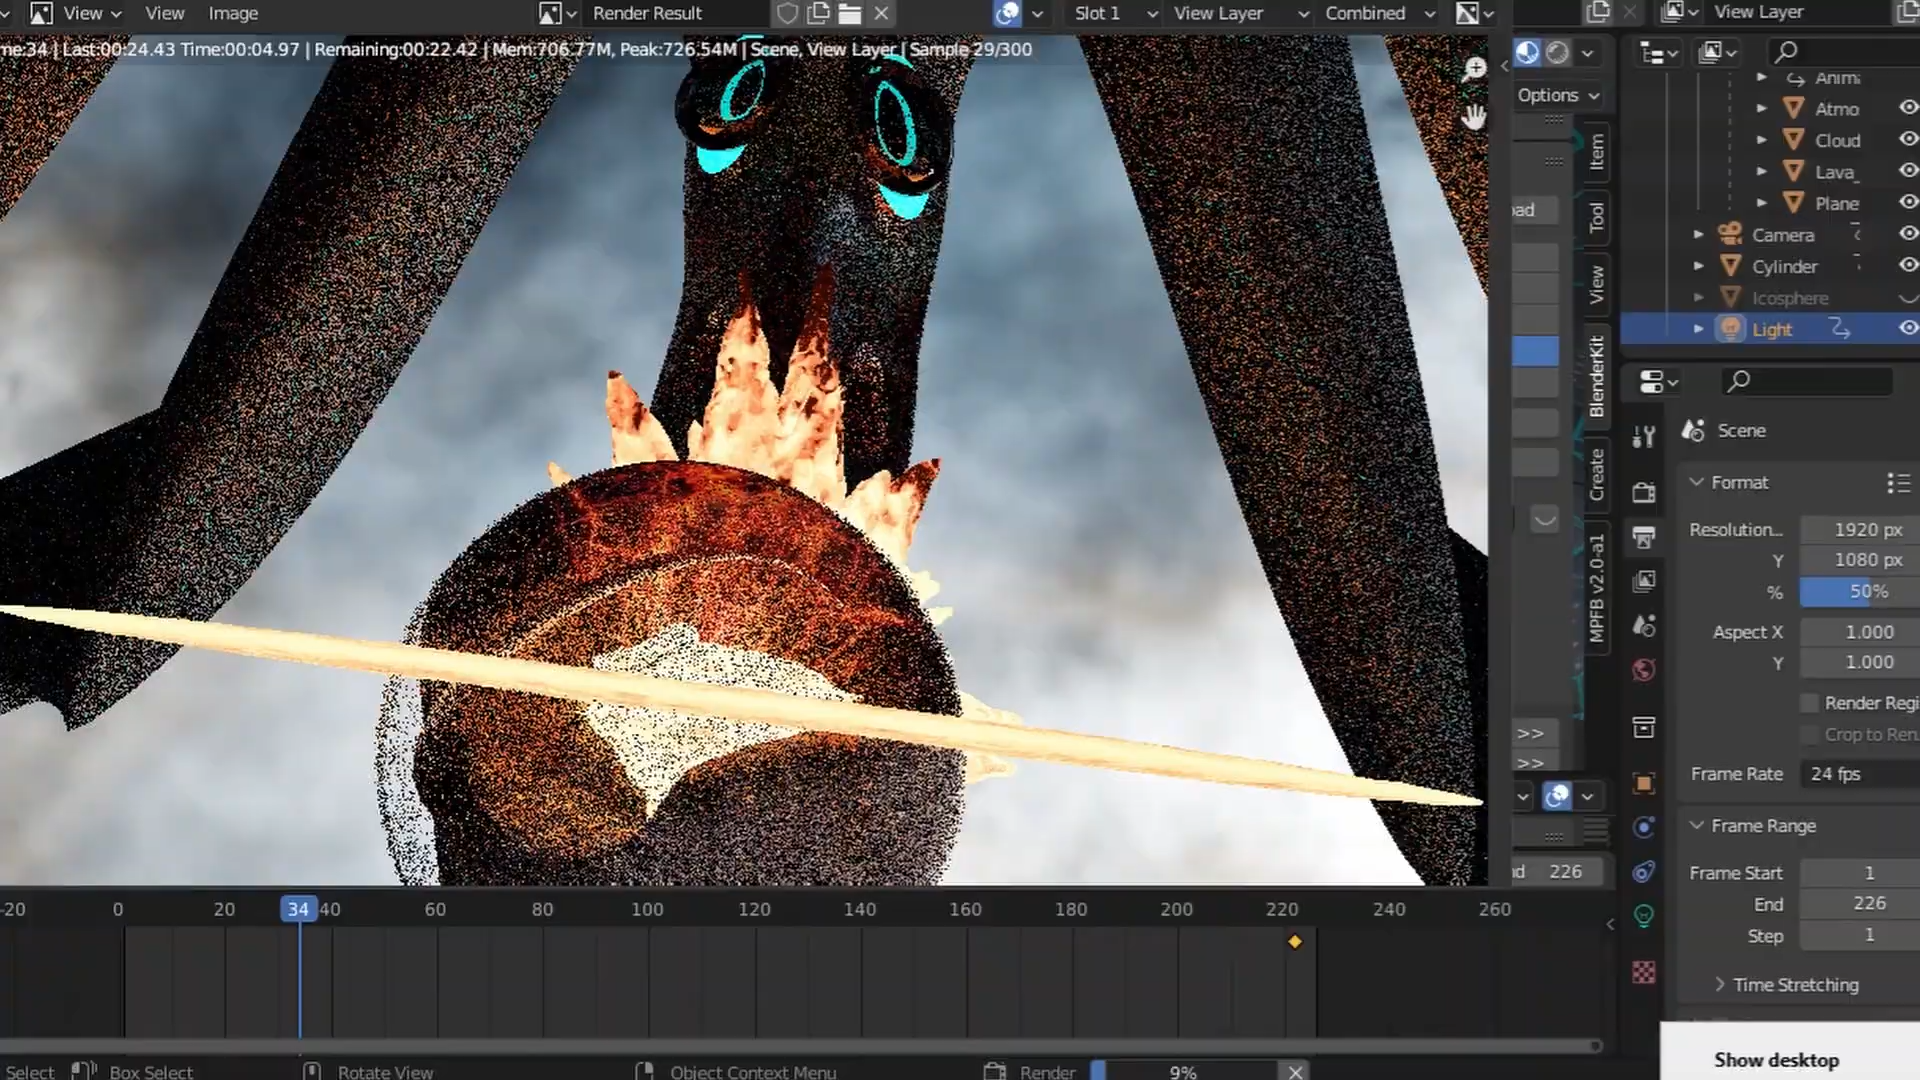 View
View
Image
Render Result
Slot 1
View Layer
Combined
View Layer
me:34 | Last:00:24.43 Time:00:04.97 | Remaining:00:22.42 | Mem:706.77M, Peak:726.54M | Scene, View Layer | Sample 29/300
Options
Anima
Atmo
Cloud
Lava_
Plane
Camera
Cylinder
Icosphere
Light
Item
Tool
View
BlenderKit
Create
MPFB v2.0-a1
oad
>>
>>
nd 226
Scene
Format
Resolution... 1920 px
Y 1080 px
% 50%
Aspect X 1.000
Y 1.000
Render Regi
Crop to Ren.
Frame Rate 24 fps
Frame Range
Frame Start 1
End 226
Step 1
Time Stretching
-20 0 20 34 40 60 80 100 120 140 160 180 200 220 240 260
Select
Box Select
Rotate View
Object Context Menu
Render 9%
Show desktop